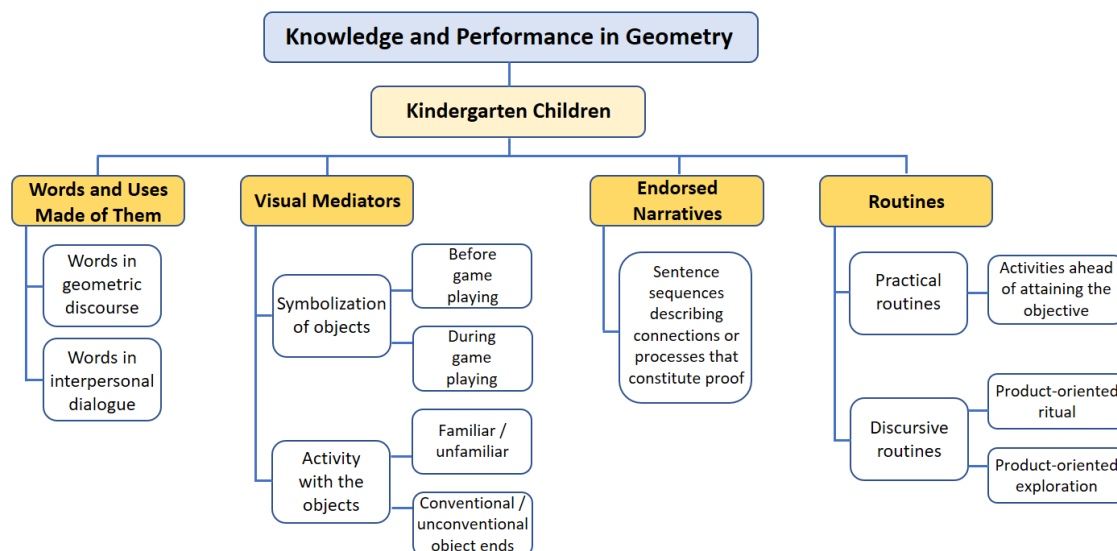 Knowledge and Performance in Geometry
Kindergarten Children
Words and Uses
Made of Them
Words in
geometric
discourse
Words in
interpersonal
dialogue
Visual Mediators
Symbolization
of objects
Before
game
playing
During
game
playing
Activity
with the
objects
Familiar /
unfamiliar
Conventional /
unconventional
object ends
Endorsed
Narratives
Sentence
sequences
describing
connections or
processes that
constitute proof
Routines
Practical
routines
Activities ahead
of attaining the
objective
Discursive
routines
Product-oriented
ritual
Product-oriented
exploration